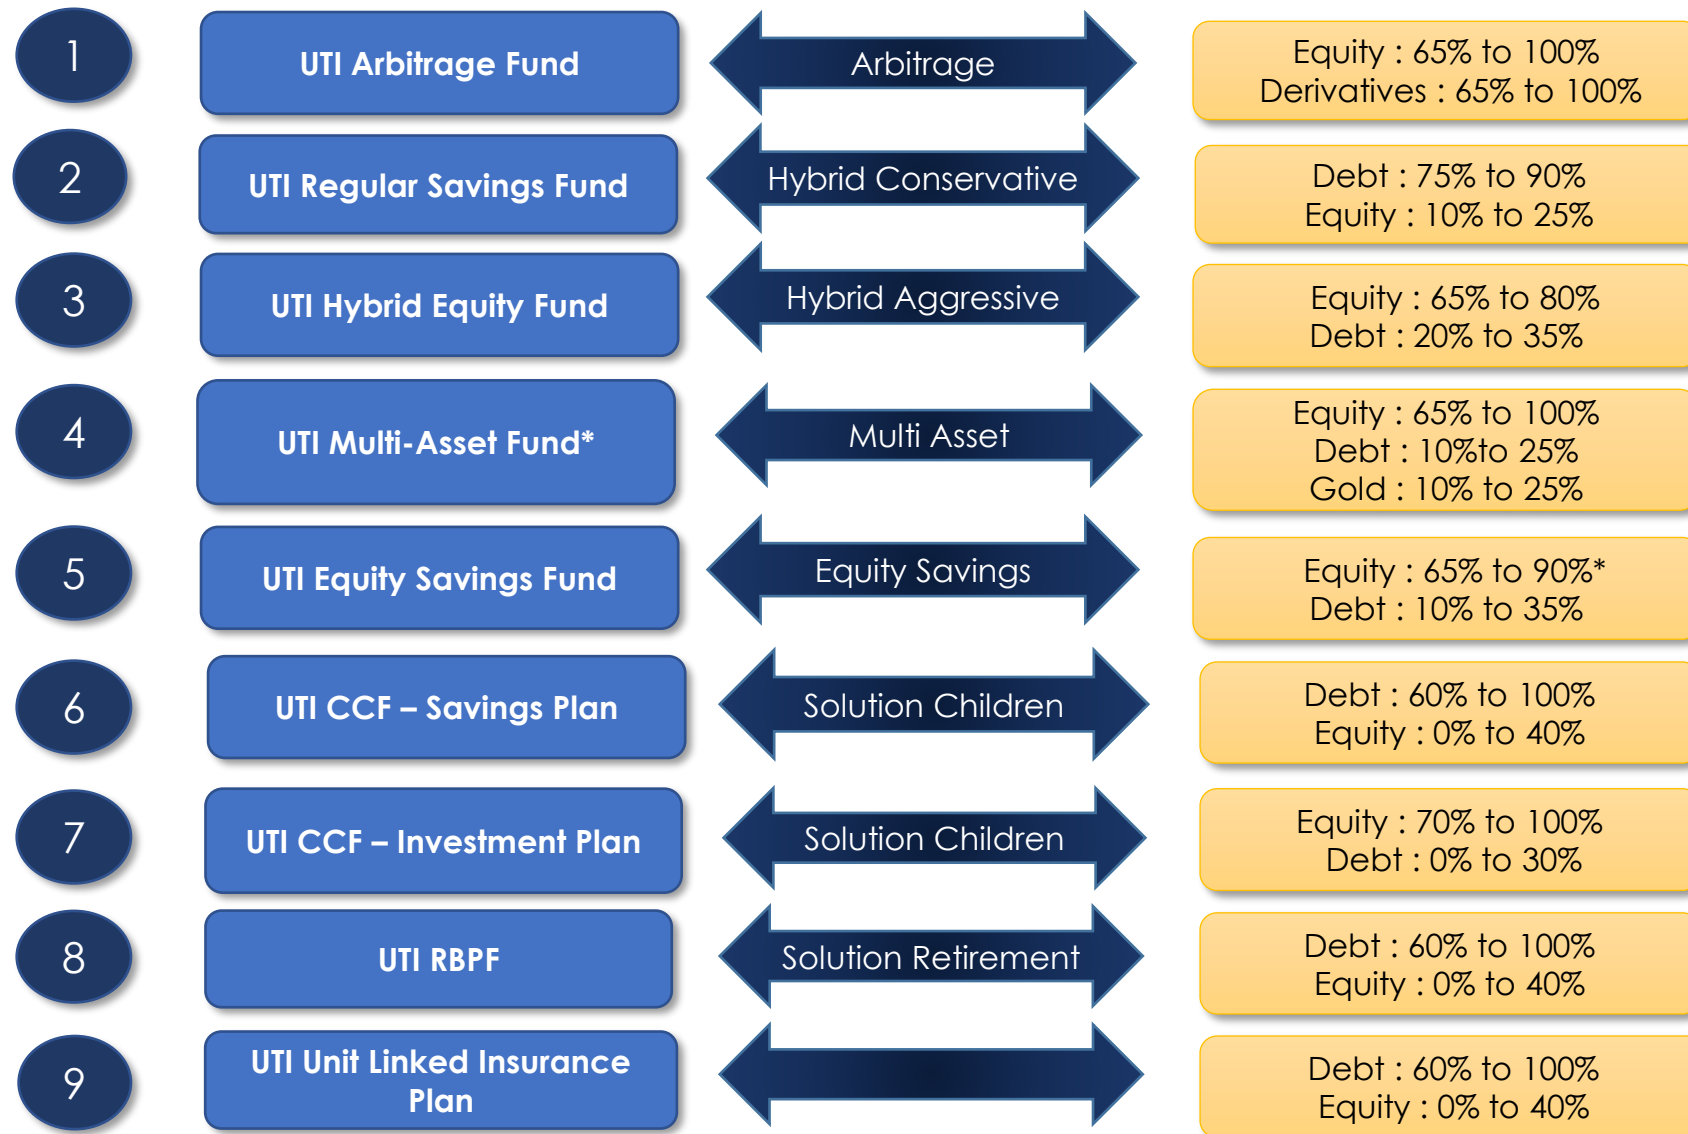 1
UTI Arbitrage Fund
Arbitrage
Equity : 65% to 100%
Derivatives : 65% to 100%
2
UTI Regular Savings Fund
Hybrid Conservative
Debt : 75% to 90%
Equity : 10% to 25%
3
UTI Hybrid Equity Fund
Hybrid Aggressive
Equity : 65% to 80%
Debt : 20% to 35%
4
UTI Multi-Asset Fund*
Multi Asset
Equity : 65% to 100%
Debt : 10%to 25%
Gold : 10% to 25%
5
UTI Equity Savings Fund
Equity Savings
Equity : 65% to 90%*
Debt : 10% to 35%
6
UTI CCF – Savings Plan
Solution Children
Debt : 60% to 100%
Equity : 0% to 40%
7
UTI CCF – Investment Plan
Solution Children
Equity : 70% to 100%
Debt : 0% to 30%
8
UTI RBPF
Solution Retirement
Debt : 60% to 100%
Equity : 0% to 40%
9
UTI Unit Linked Insurance
Plan
Debt : 60% to 100%
Equity : 0% to 40%